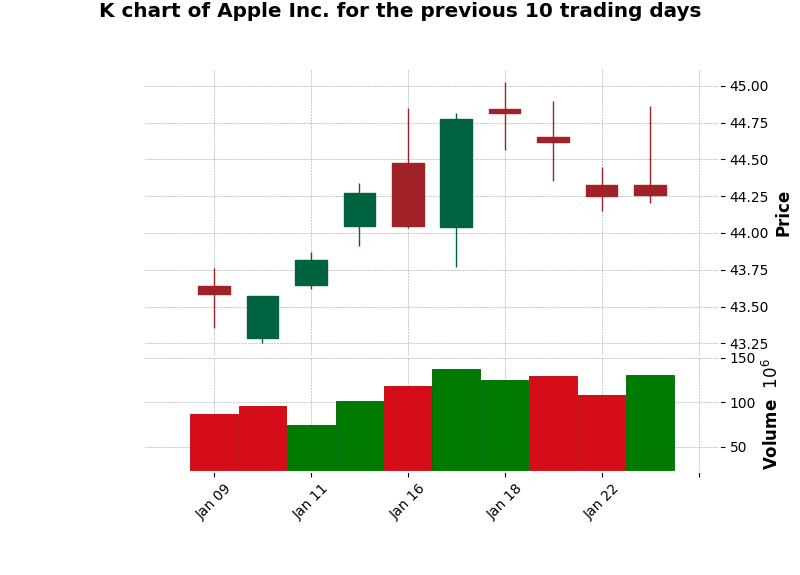 K chart of Apple Inc. for the previous 10 trading days
45.00
44.75
44.50
44.25
44.00
43.75
43.50
43.25
Price
150
100
50
Volume 10^6
Jan 09
Jan 11
Jan 16
Jan 18
Jan 22